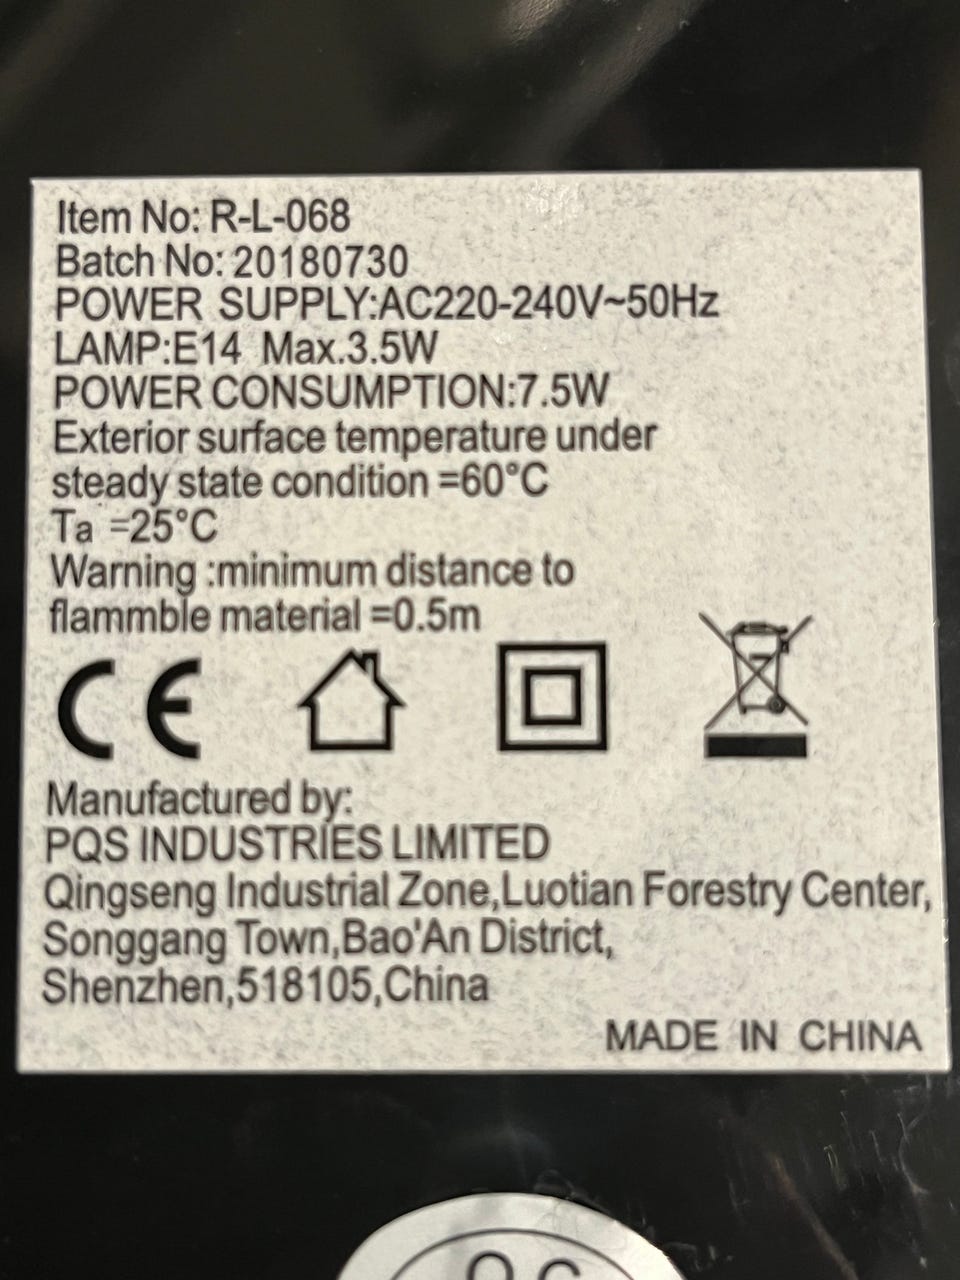 Item No: R-L-068
Batch No: 20180730
POWER SUPPLY:AC220-240V~50Hz
LAMP:E14 Max.3.5W
POWER CONSUMPTION:7.5W
Exterior surface temperature under
steady state condition =60°C
Ta =25°C
Warning :minimum distance to
flammble material =0.5m
CE
Manufactured by:
PQS INDUSTRIES LIMITED
Qingseng Industrial Zone,Luotian Forestry Center,
Songgang Town,Bao'An District,
Shenzhen,518105,China
MADE IN CHINA